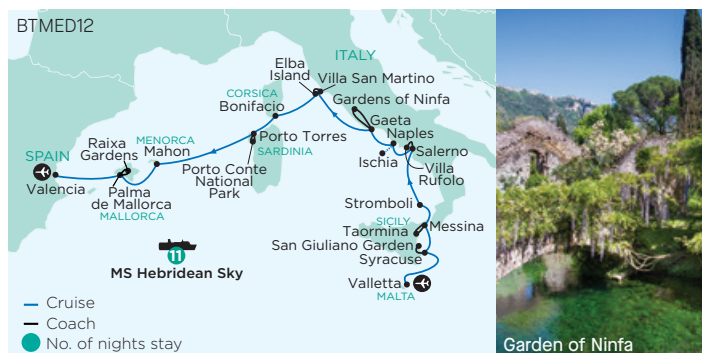 BTMED12
ITALY
Elba
Island
Villa San Martino
CORSICA
Gardens of Ninfa
Bonifacio
Gaeta
Raixa
Gardens
MENORCA
Mahon
Porto Torres
Naples
SPAIN
SARDINIA
Salerno
Porto Conte
National
Park
Ischia
Villa
Rufolo
Valencia
Palma
de Mallorca
MALLORCA
Stromboli
SICILY
Messina
Taormina
San Giuliano Garden
Syracuse
11
MS Hebridean Sky
Valletta
MALTA
Cruise
Coach
No. of nights stay
Garden of Ninfa